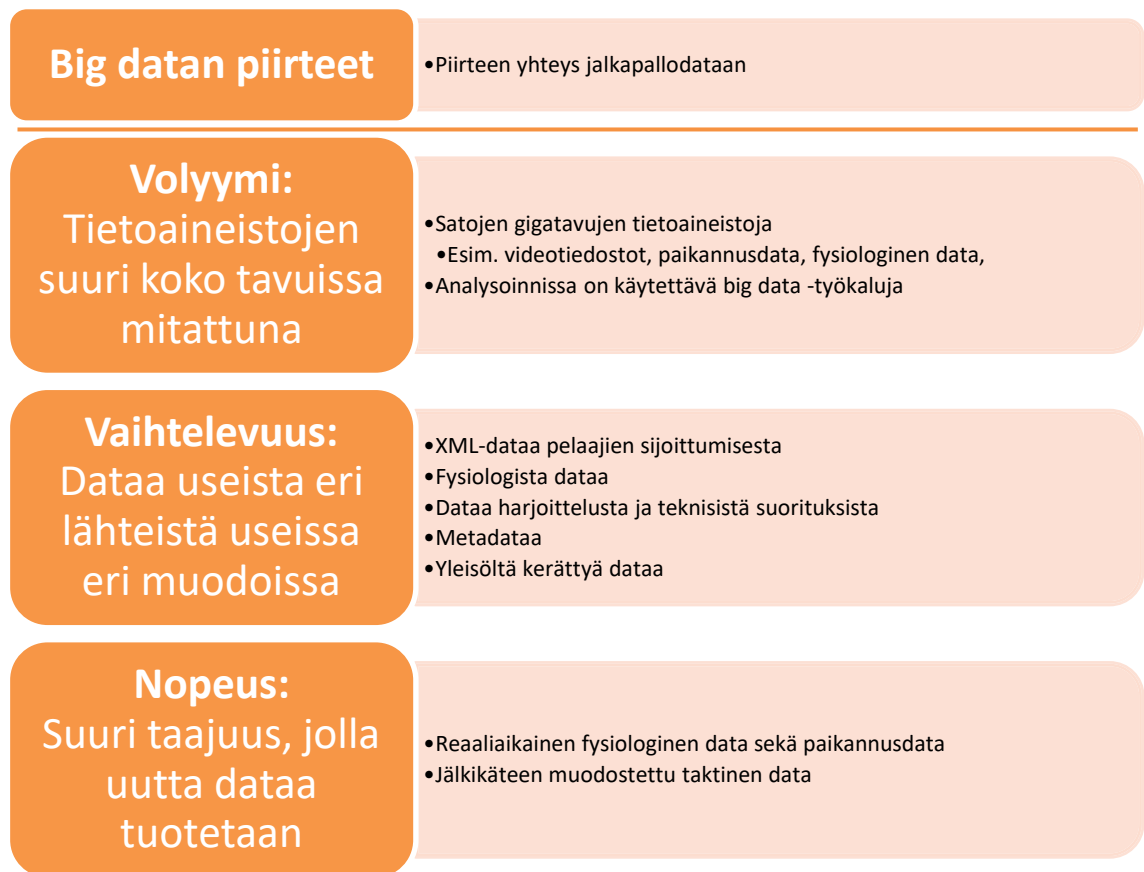 Big datan piirteet
•Piirteen yhteys jalkapallodataan
Volyymi:
Tietoaineistojen
suuri koko tavuissa
mitattuna
•Satojen gigatavujen tietoaineistoja
•Esim. videotiedostot, paikannusdata, fysiologinen data,
•Analysoinnissa on käytettävä big data -työkaluja
Vaihtelevuus:
Dataa useista eri
lähteistä useissa
eri muodoissa
•XML-dataa pelaajien sijoittumisesta
•Fysiologista dataa
•Dataa harjoittelusta ja teknisistä suorituksista
•Metadataa
•Yleisöltä kerättyä dataa
Nopeus:
Suuri taajuus, jolla
uutta dataa
tuotetaan
•Reaaliaikainen fysiologinen data sekä paikannusdata
•Jälkikäteen muodostettu taktinen data